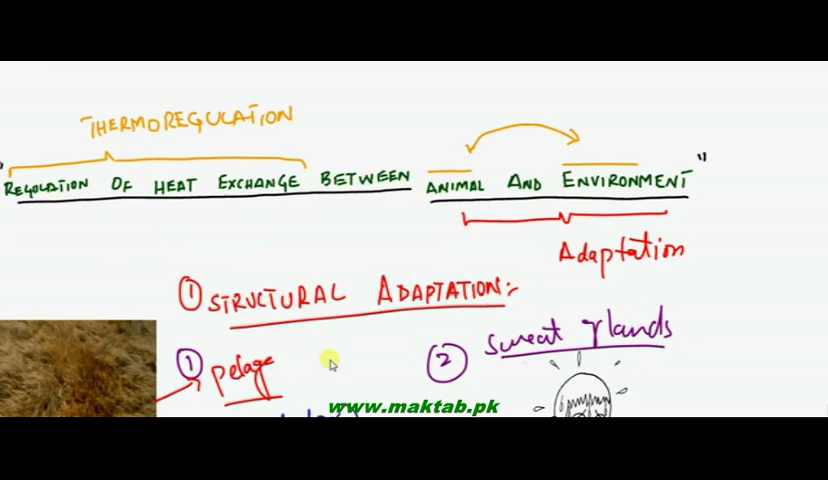 THERMOREGULATION
"REGULATION OF HEAT EXCHANGE BETWEEN ANIMAL AND ENVIRONMENT"
Adaptation
① STRUCTURAL ADAPTATION:-
① Pelage
② Sweat glands
www.maktab.pk